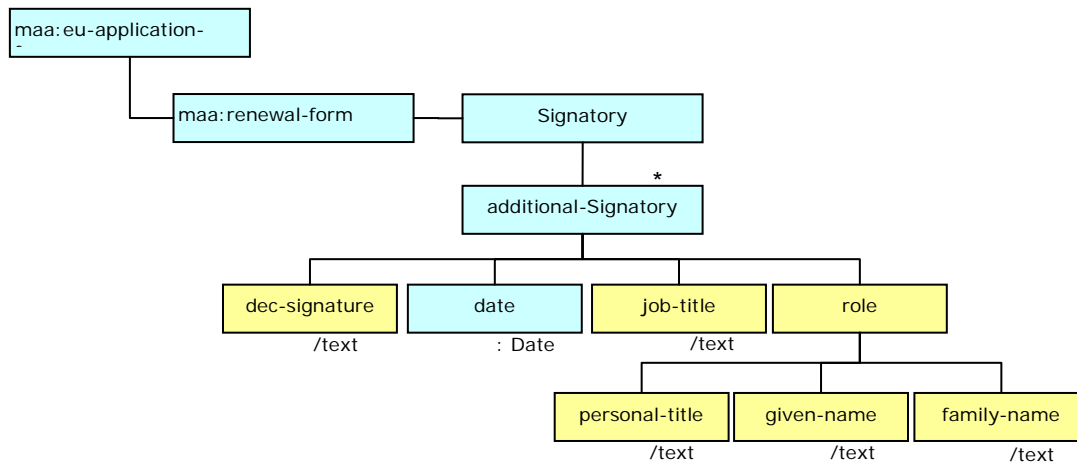 maa:eu-application-
maa:renewal-form
Signatory
*
additional-Signatory
dec-signature
date
job-title
role
/text
: Date
/text
personal-title
given-name
family-name
/text
/text
/text